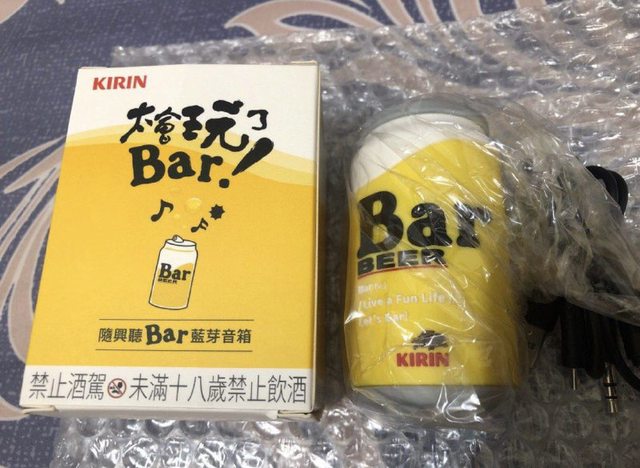 KIRIN
太會玩了
Bar.!
Bar
BEER
隨興聽Bar藍芽音箱
禁止酒駕 未滿十八歲禁止飲酒
Bar
BEER
Live a Fun Life
Let's Bar!
KIRIN